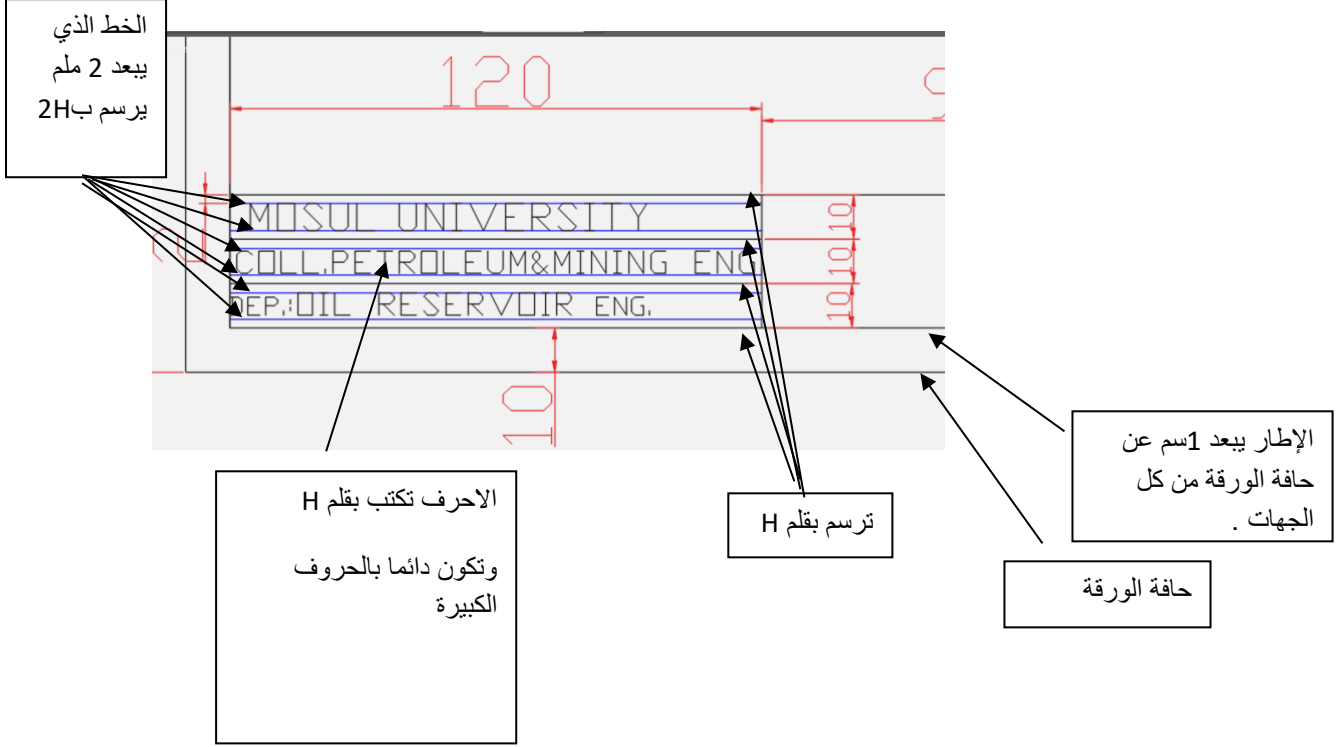 الخط الذي
يبعد 2 ملم
يرسم ب2H
120
2
MOSUL UNIVERSITY
10
COLL.PETROLEUM&MINING ENG
10
DEP.:OIL RESERVOIR ENG.
10
10
الإطار يبعد 1سم عن
حافة الورقة من كل
الجهات .
الاحرف تكتب بقلم H
وتكون دائما بالحروف
الكبيرة
ترسم بقلم H
حافة الورقة